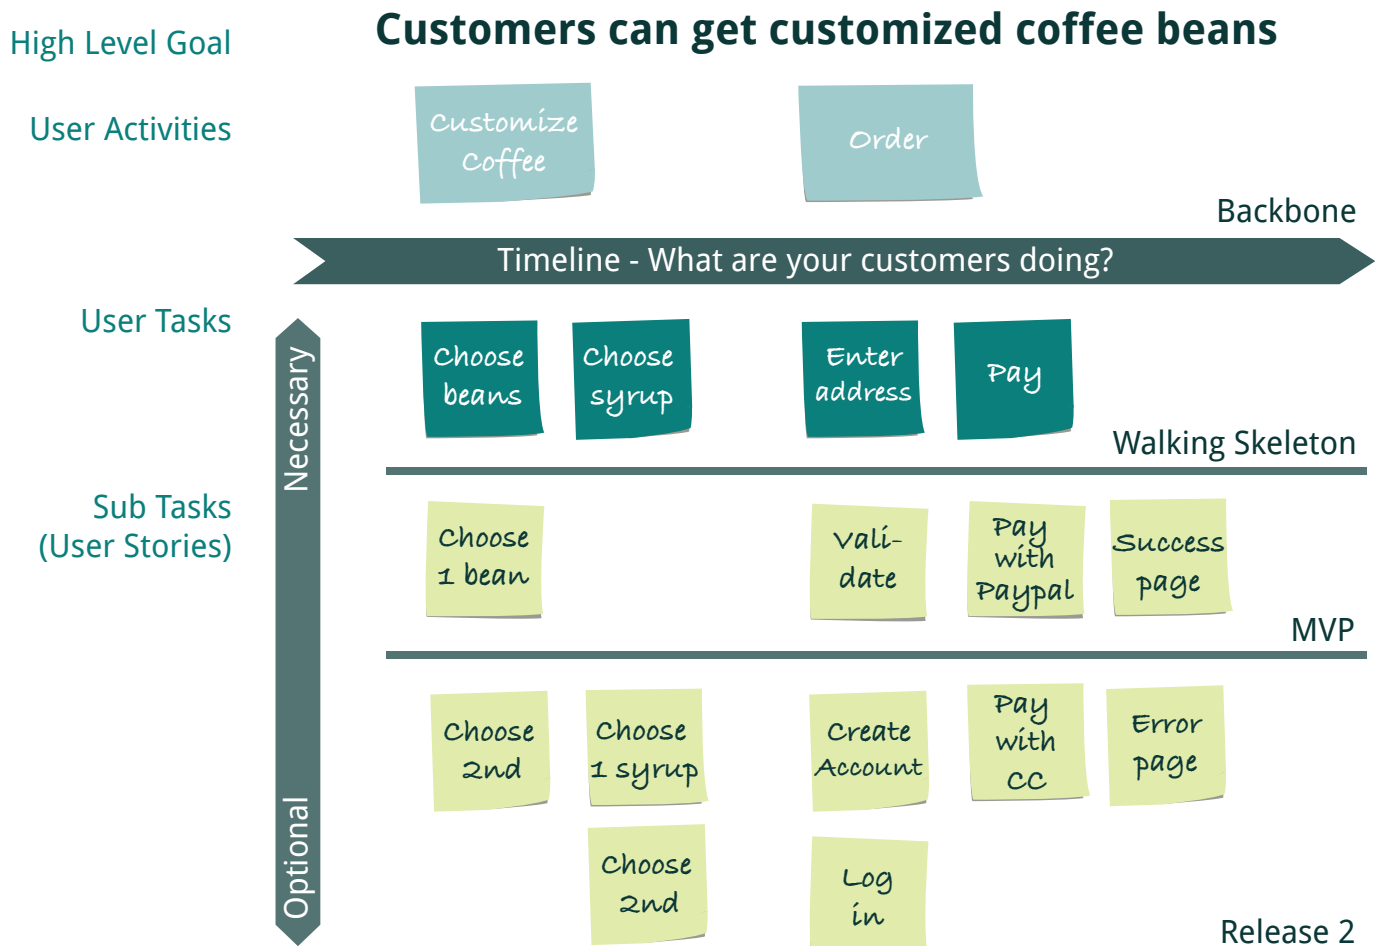 High Level Goal
Customers can get customized coffee beans
User Activities
Customize
Coffee
Order
Backbone
Timeline - What are your customers doing?
User Tasks
Necessary
Choose
beans
Choose
syrup
Enter
address
Pay
Walking Skeleton
Sub Tasks
(User Stories)
Choose
1 bean
Vali-
date
Pay
with
Paypal
Success
page
MVP
Choose
2nd
Choose
1 syrup
Create
Account
Pay
with
CC
Error
page
Optional
Choose
2nd
Log
in
Release 2